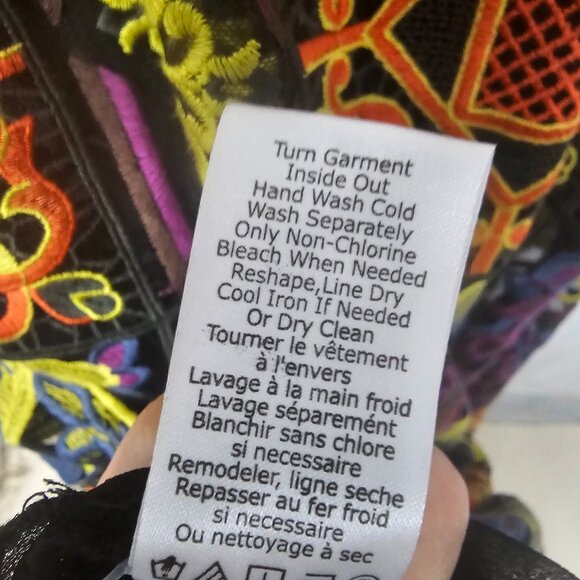 Turn Garment
Inside Out
Hand Wash Cold
Wash Separately
Only Non-Chlorine
Bleach When Needed
Reshape, Line Dry
Cool Iron if Needed
Or Dry Clean
Tourner le vêtement
à l'envers
Lavage à la main froid
Lavage séparément
Blanchir sans chlore
si necessaire
Remodeler, ligne seche
Repasser au fer froid
si necessaire
Ou nettoyage à sec